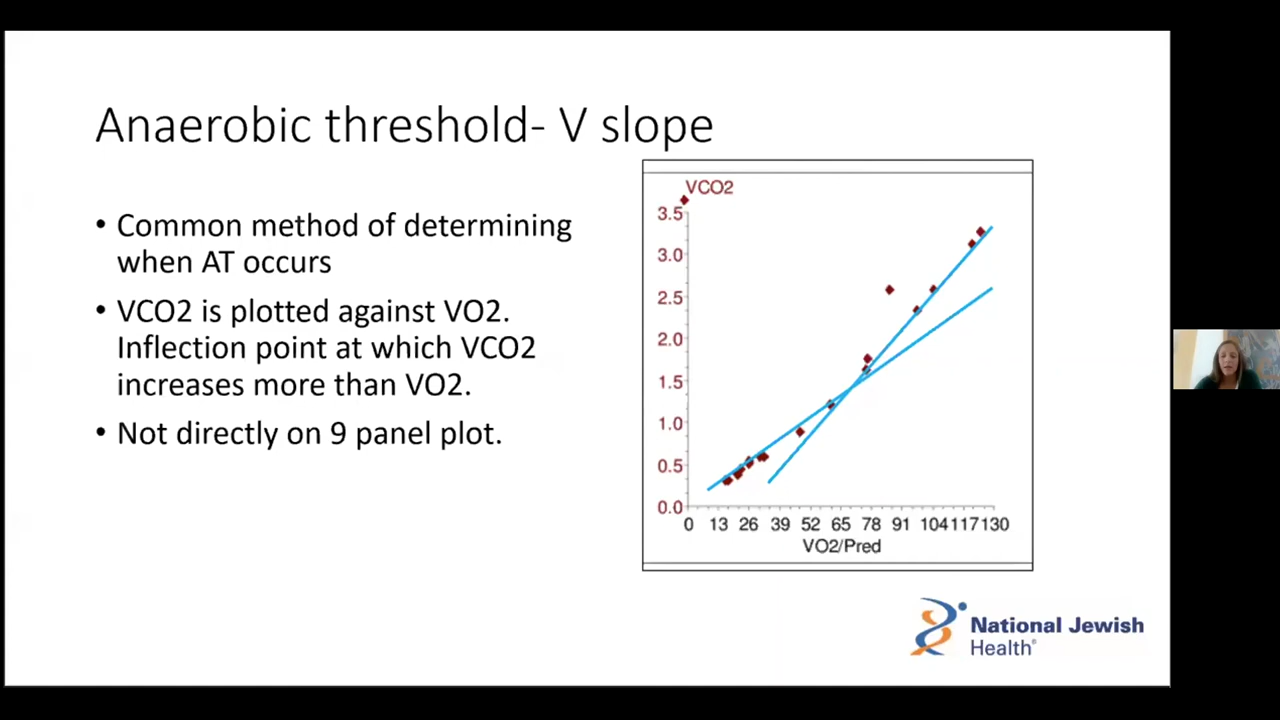 Anaerobic threshold- V slope
• Common method of determining
when AT occurs
• VCO2 is plotted against VO2.
Inflection point at which VCO2
increases more than VO2.
• Not directly on 9 panel plot.
VCO2
3.5
3.0
2.5
2.0
1.5
1.0
0.5
0.0
0 13 26 39 52 65 78 91 104 117 130
VO2/Pred
National Jewish
Health®